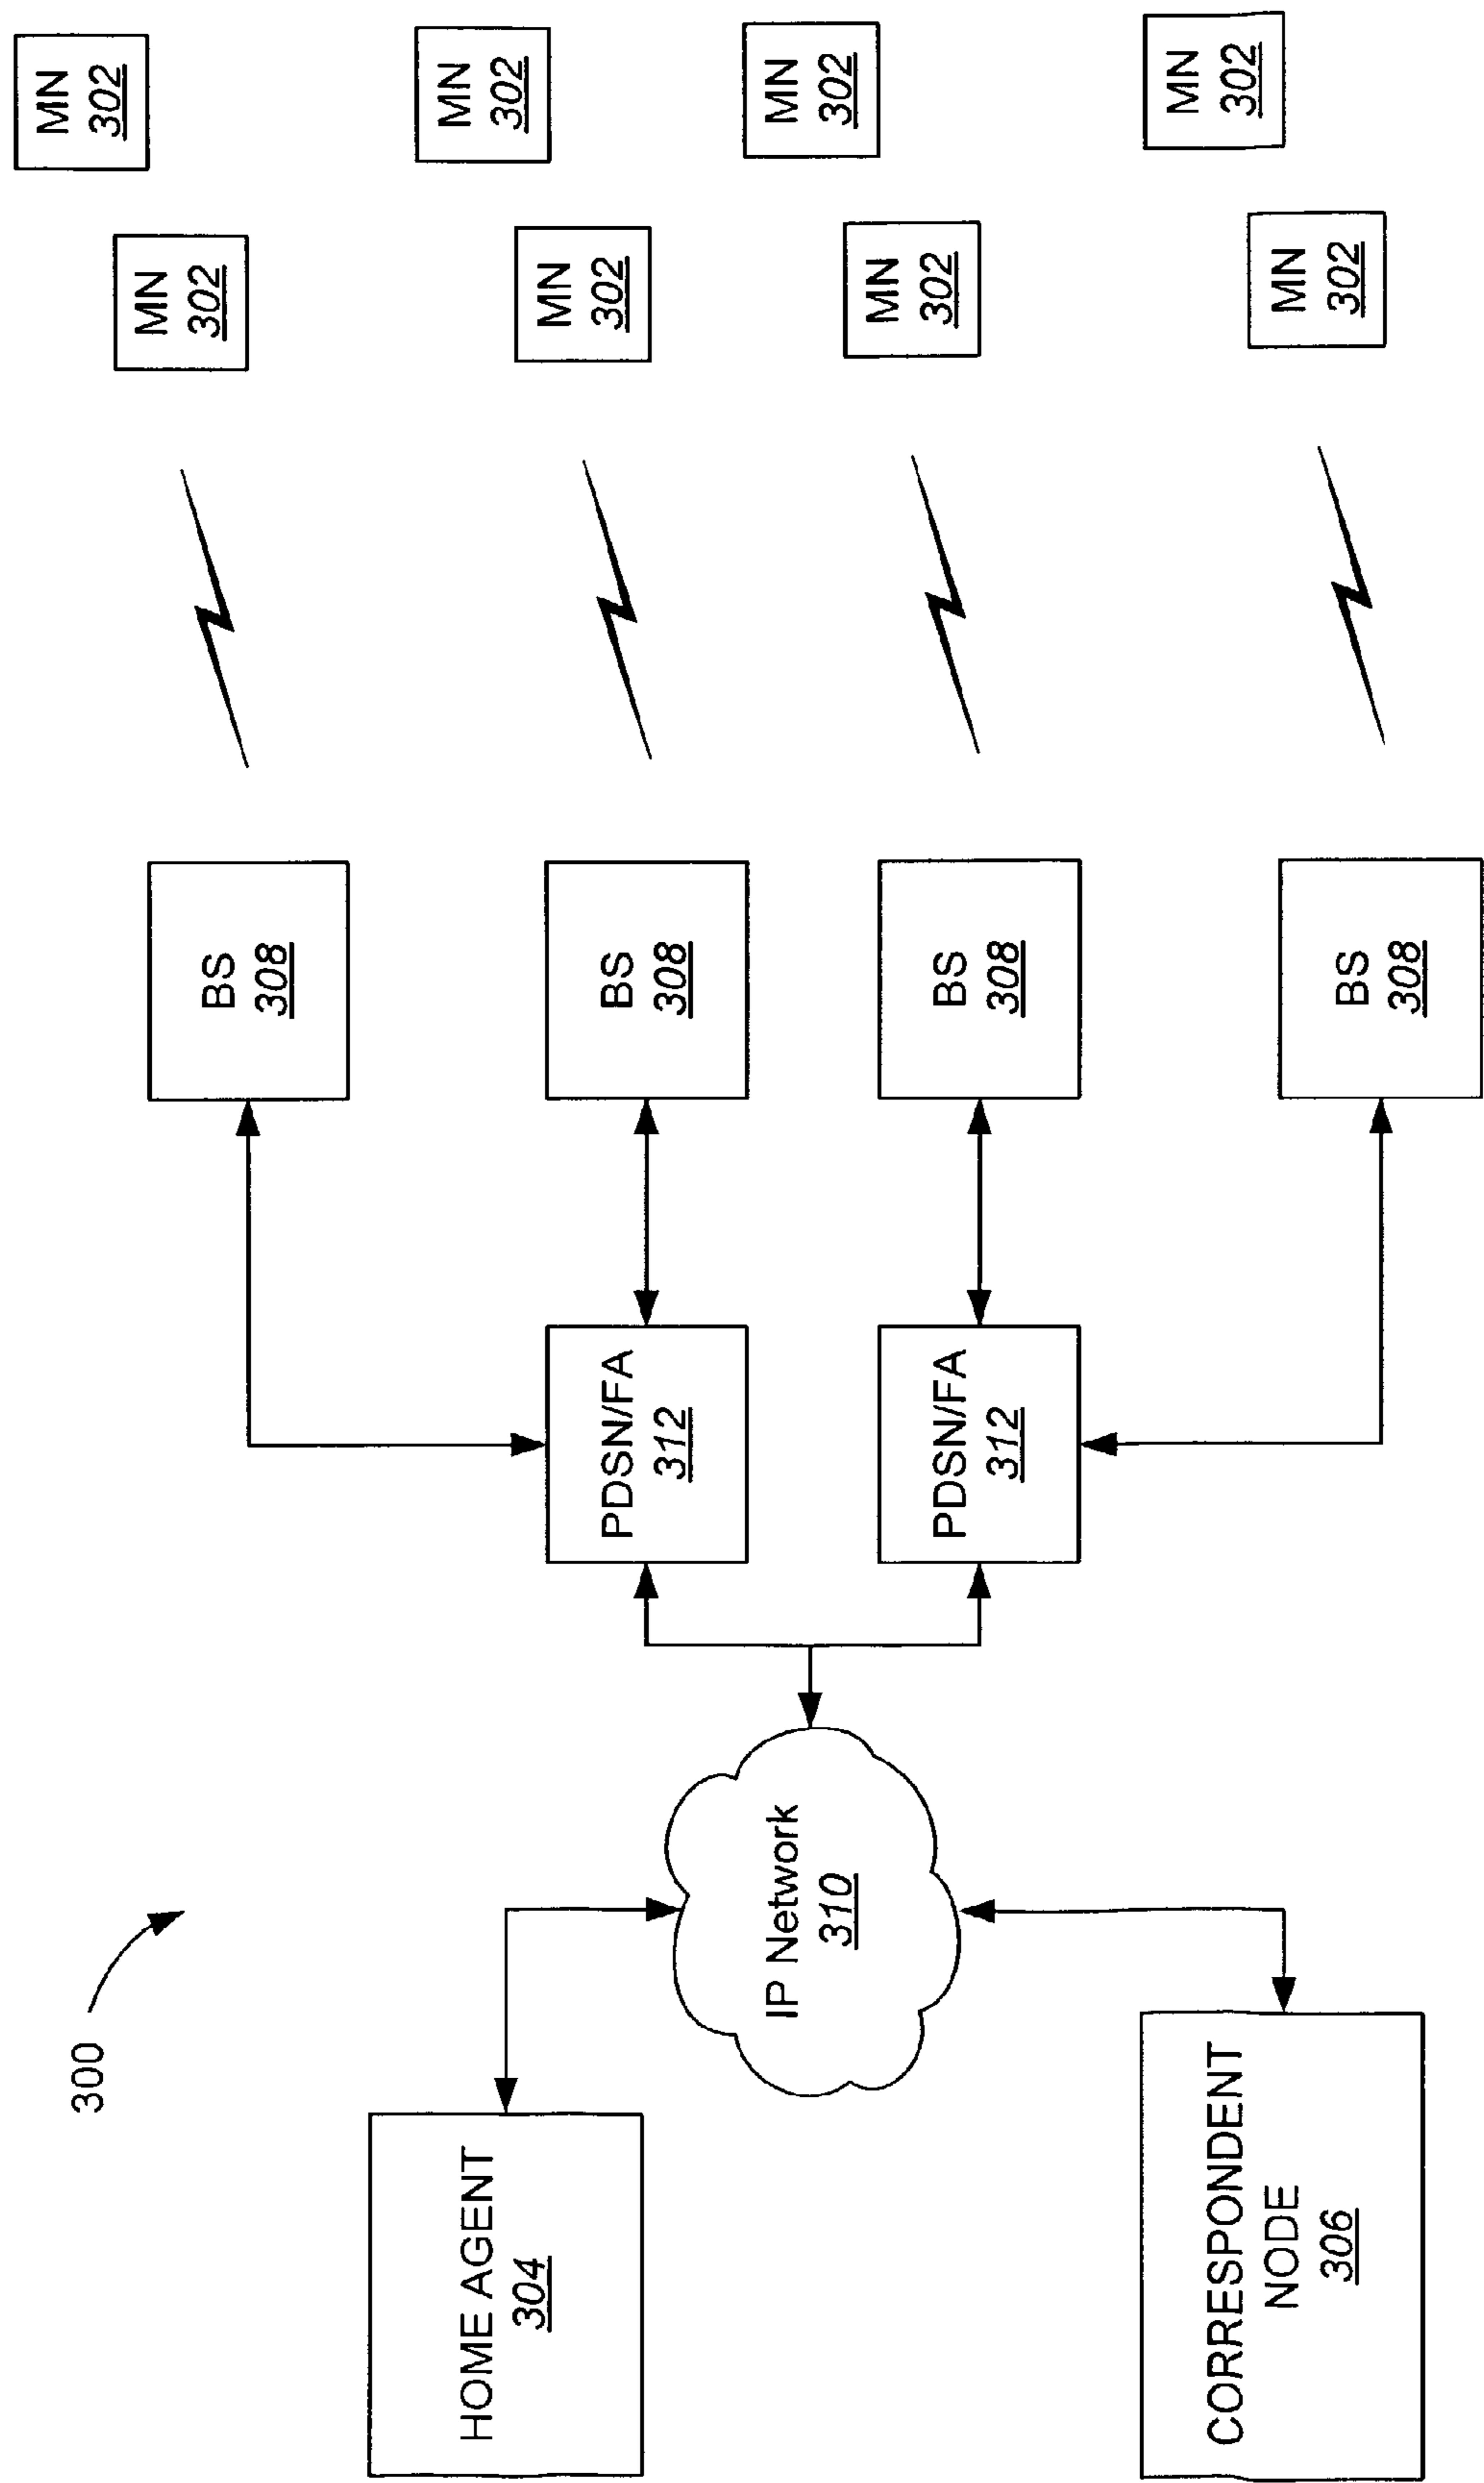 300
HOME AGENT
304
CORRESPONDENT
NODE
306
IP Network
310
PDSN/FA
312
PDSN/FA
312
BS
308
BS
308
BS
308
BS
308
MN
302
MN
302
MN
302
MN
302
MN
302
MN
302
MN
302
MN
302